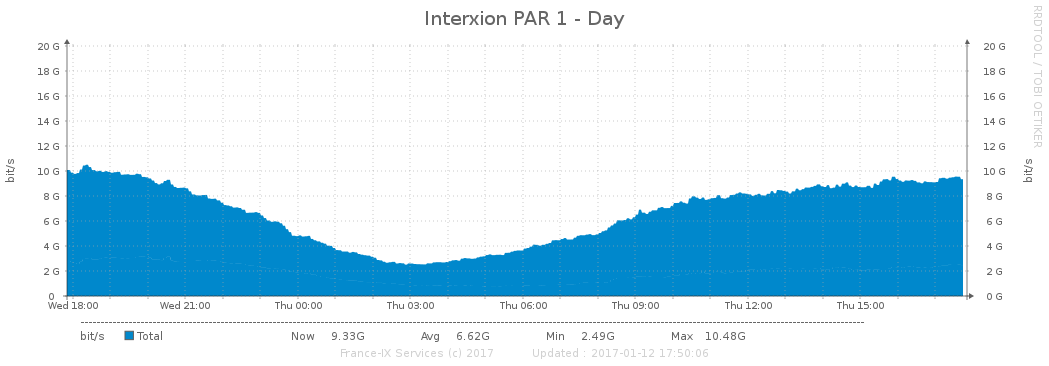 Interxion PAR 1 - Day
RRDTOOL / TOBI OETIKER
bit/s
bit/s
20 G 20 G
18 G 18 G
16 G 16 G
14 G 14 G
12 G 12 G
10 G 10 G
8 G 8 G
6 G 6 G
4 G 4 G
2 G 2 G
0 0 G
Wed 18:00 Wed 21:00 Thu 00:00 Thu 03:00 Thu 06:00 Thu 09:00 Thu 12:00 Thu 15:00
bit/s Total Now 9.33G Avg 6.62G Min 2.49G Max 10.48G
France-IX Services (c) 2017 Updated : 2017-01-12 17:50:06